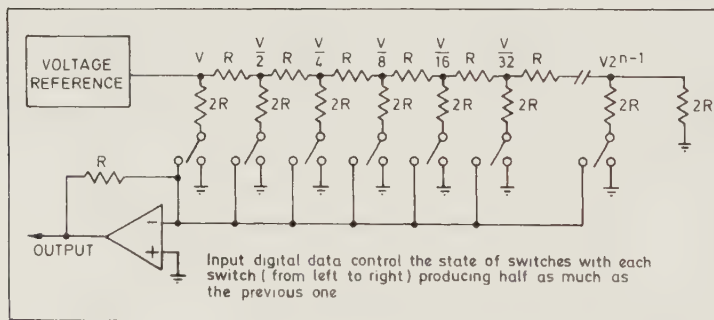 VOLTAGE
REFERENCE
V R V/2 R V/4 R V/8 R V/16 R V/32 R V2ⁿ⁻¹
2R 2R 2R 2R 2R 2R 2R 2R
R
−
+
OUTPUT
Input digital data control the state of switches with each
switch (from left to right) producing half as much as
the previous one